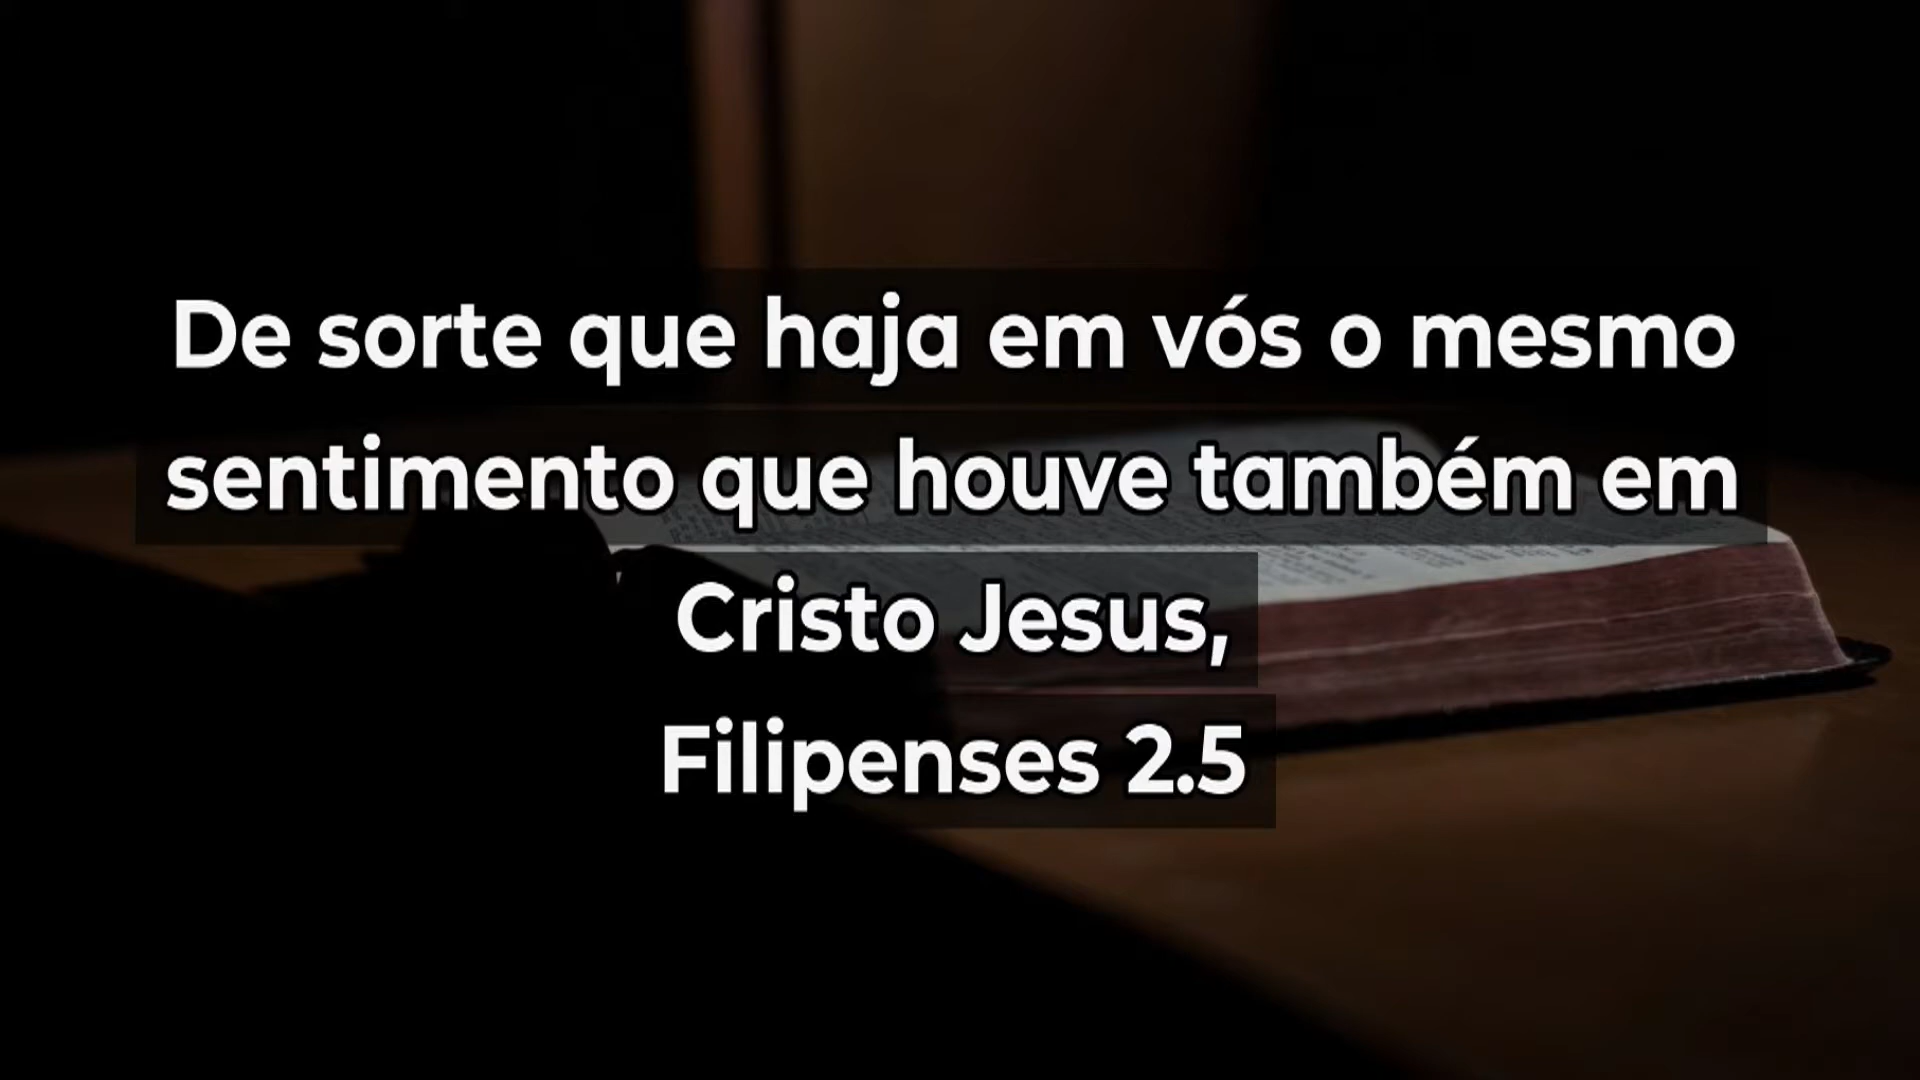 De sorte que haja em vós o mesmo
sentimento que houve também em
Cristo Jesus,
Filipenses 2.5